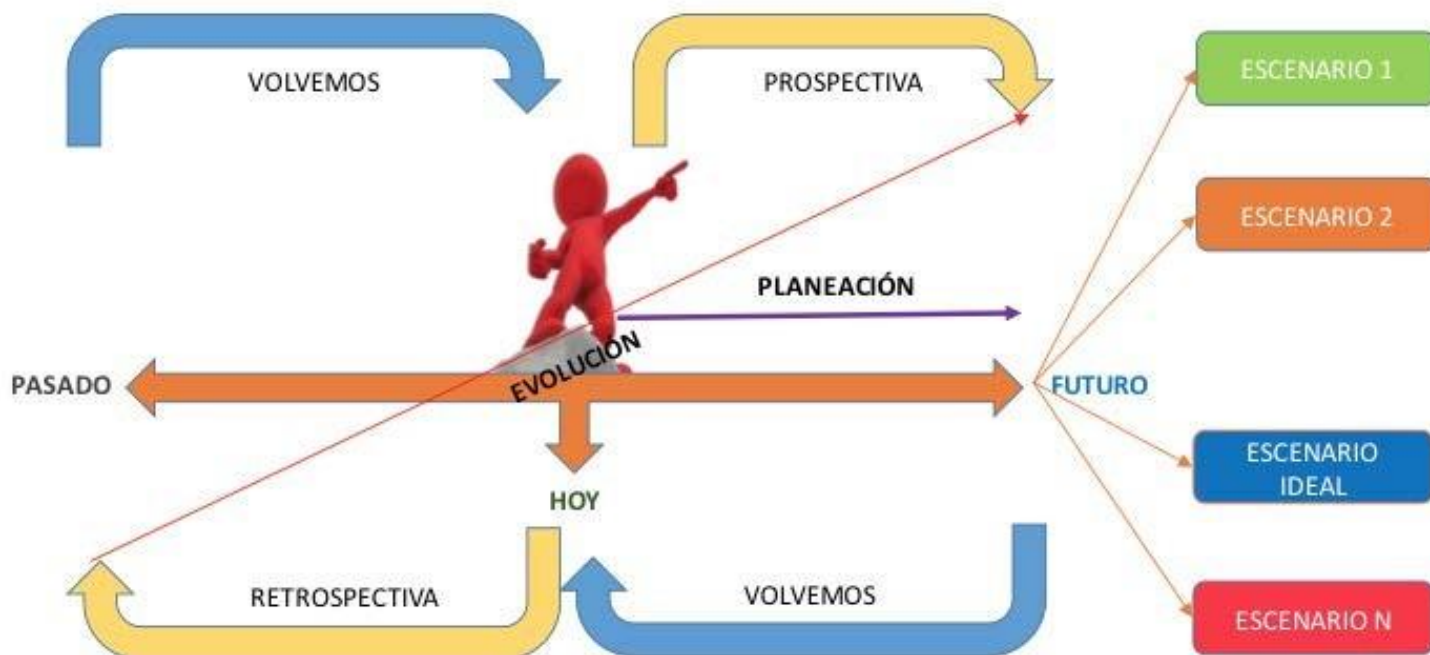 VOLVEMOS
PROSPECTIVA
ESCENARIO 1
ESCENARIO 2
PLANEACIÓN
EVOLUCIÓN
PASADO
FUTURO
ESCENARIO
IDEAL
HOY
RETROSPECTIVA
VOLVEMOS
ESCENARIO N